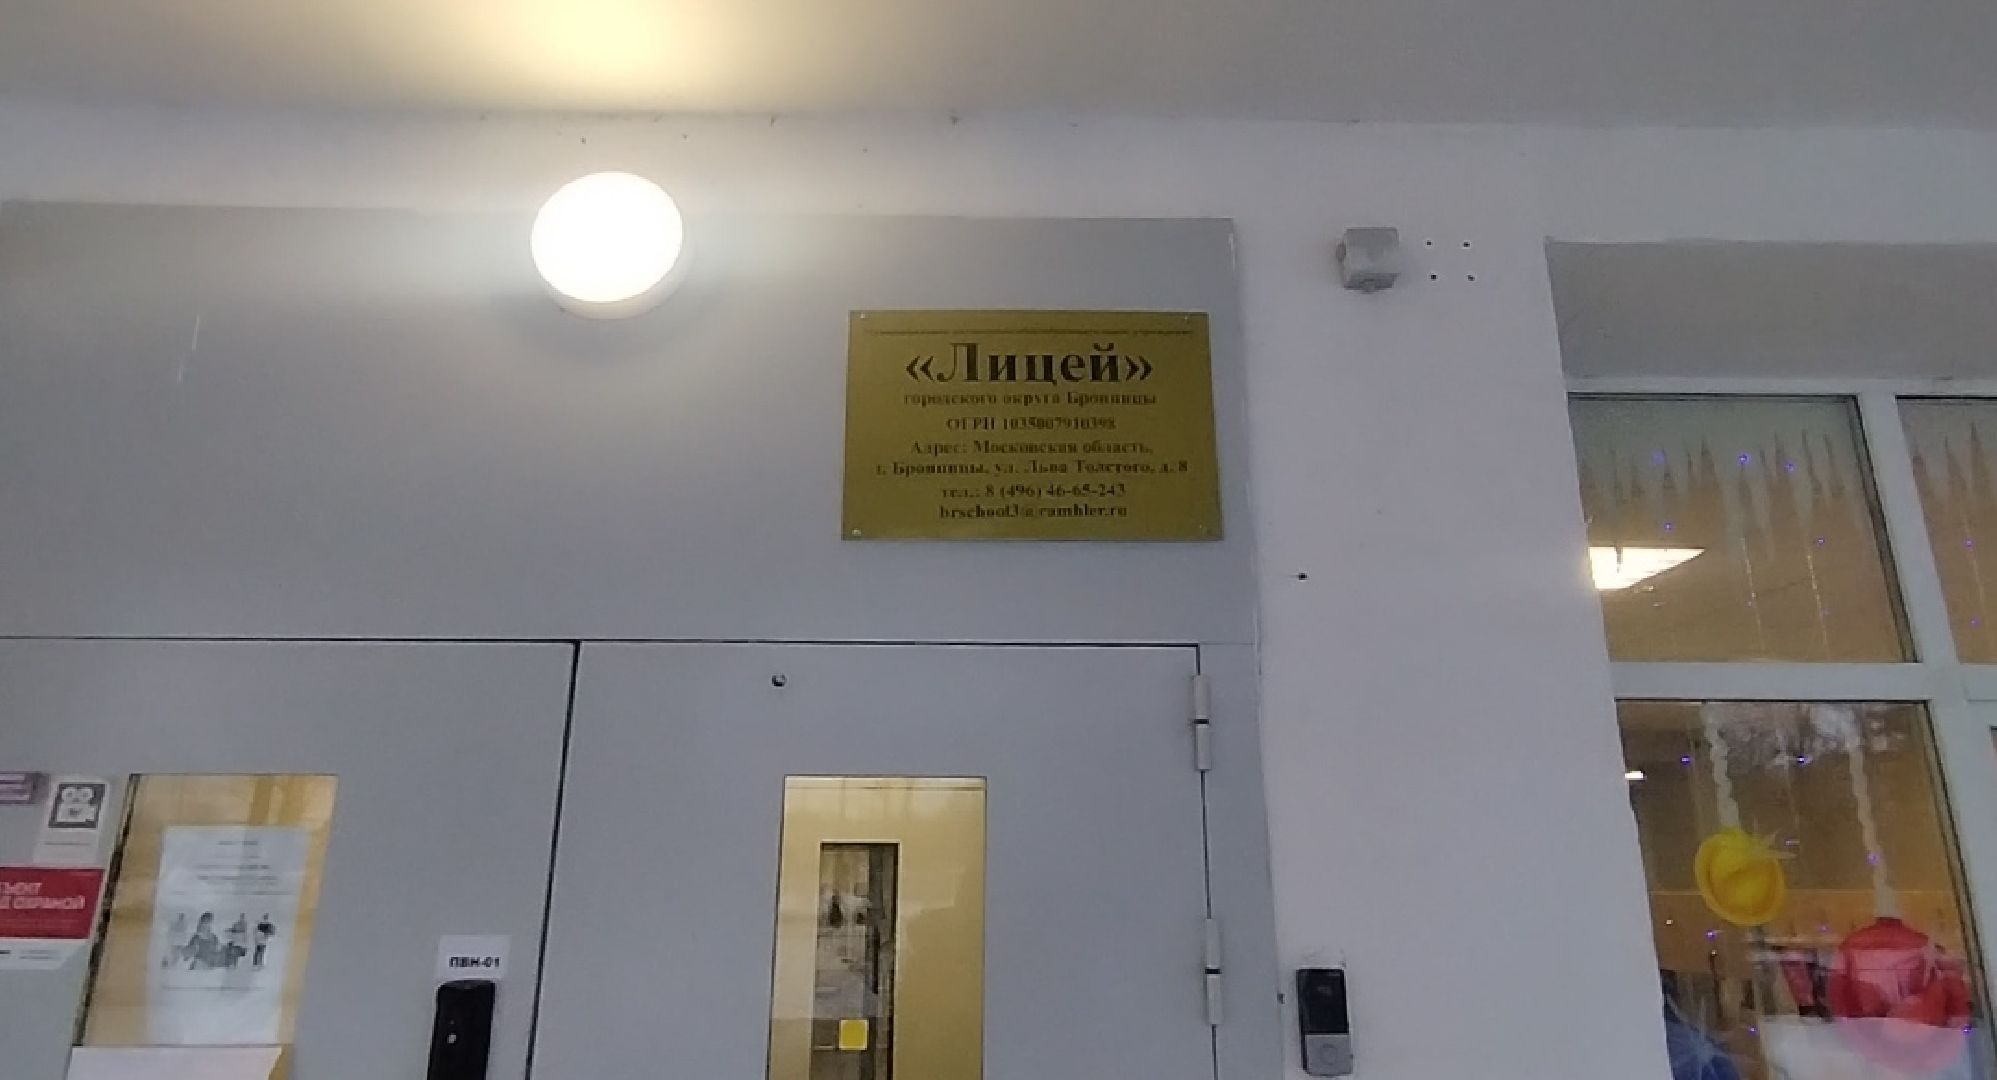 «Лицей»
городского округа Бронницы
ОГРН 1035007910398
Адрес: Московская область,
г. Бронницы, ул. Льва Толстого, д. 8
тел.: 8 (496) 46-65-243
brschool3@rambler.ru
ОХРАНОЙ
ПВН-01